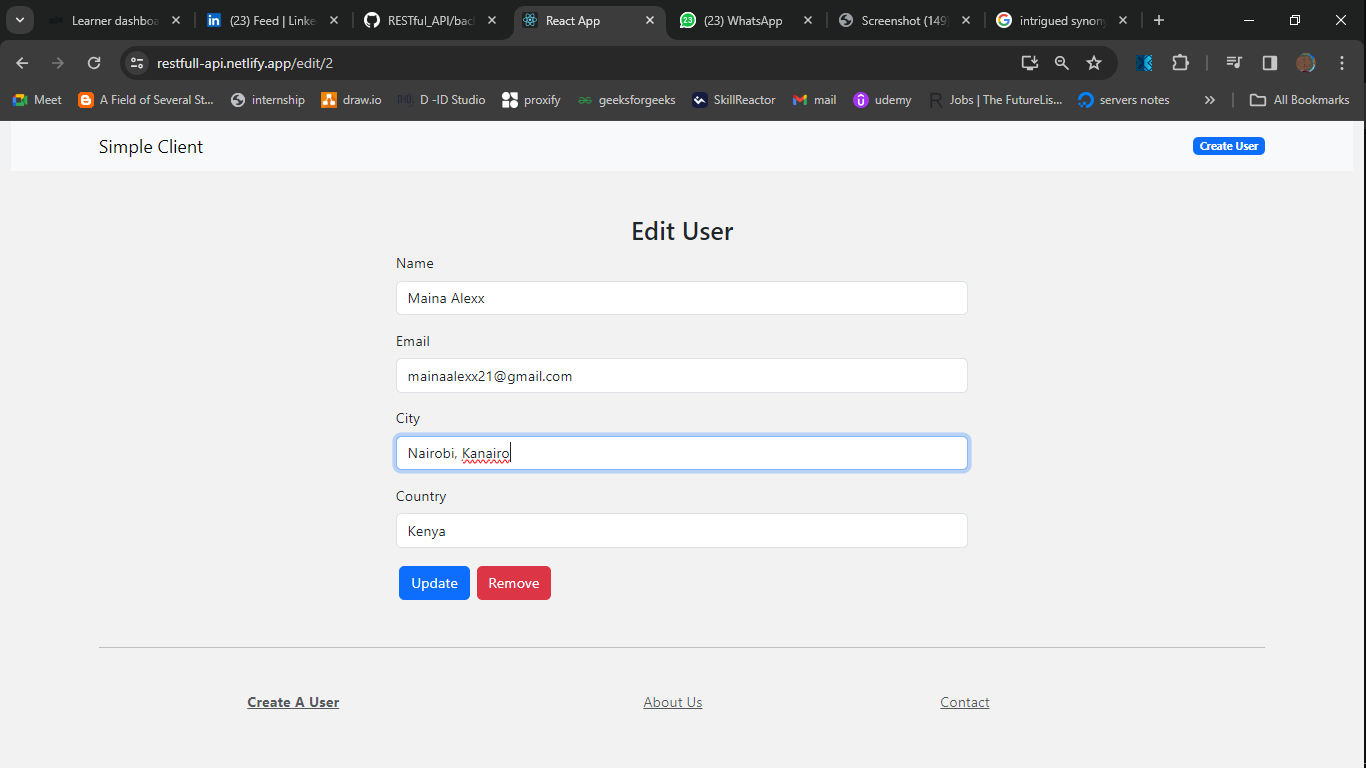 Learner dashboa
(23) Feed | Linke
RESTful_API/bac
React App
(23) WhatsApp
Screenshot (149)
intrigued synony
restfull-api.netlify.app/edit/2
Meet
A Field of Several St...
internship
draw.io
D -ID Studio
proxify
geeksforgeeks
SkillReactor
mail
udemy
Jobs | The FutureLis...
servers notes
All Bookmarks
Simple Client
Create User
Edit User
Name
Maina Alexx
Email
mainaalexx21@gmail.com
City
Nairobi, Kanairo
Country
Kenya
Update Remove
Create A User
About Us
Contact